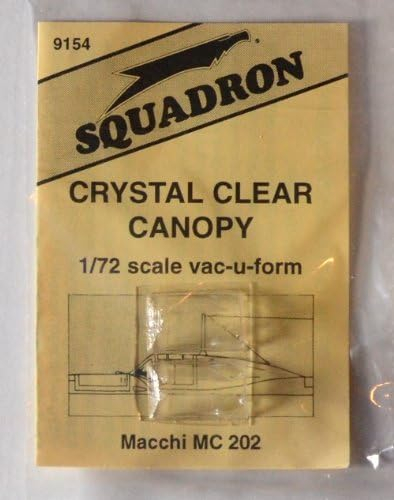 9154
SQUADRON
CRYSTAL CLEAR
CANOPY
1/72 scale vac-u-form
Macchi MC 202